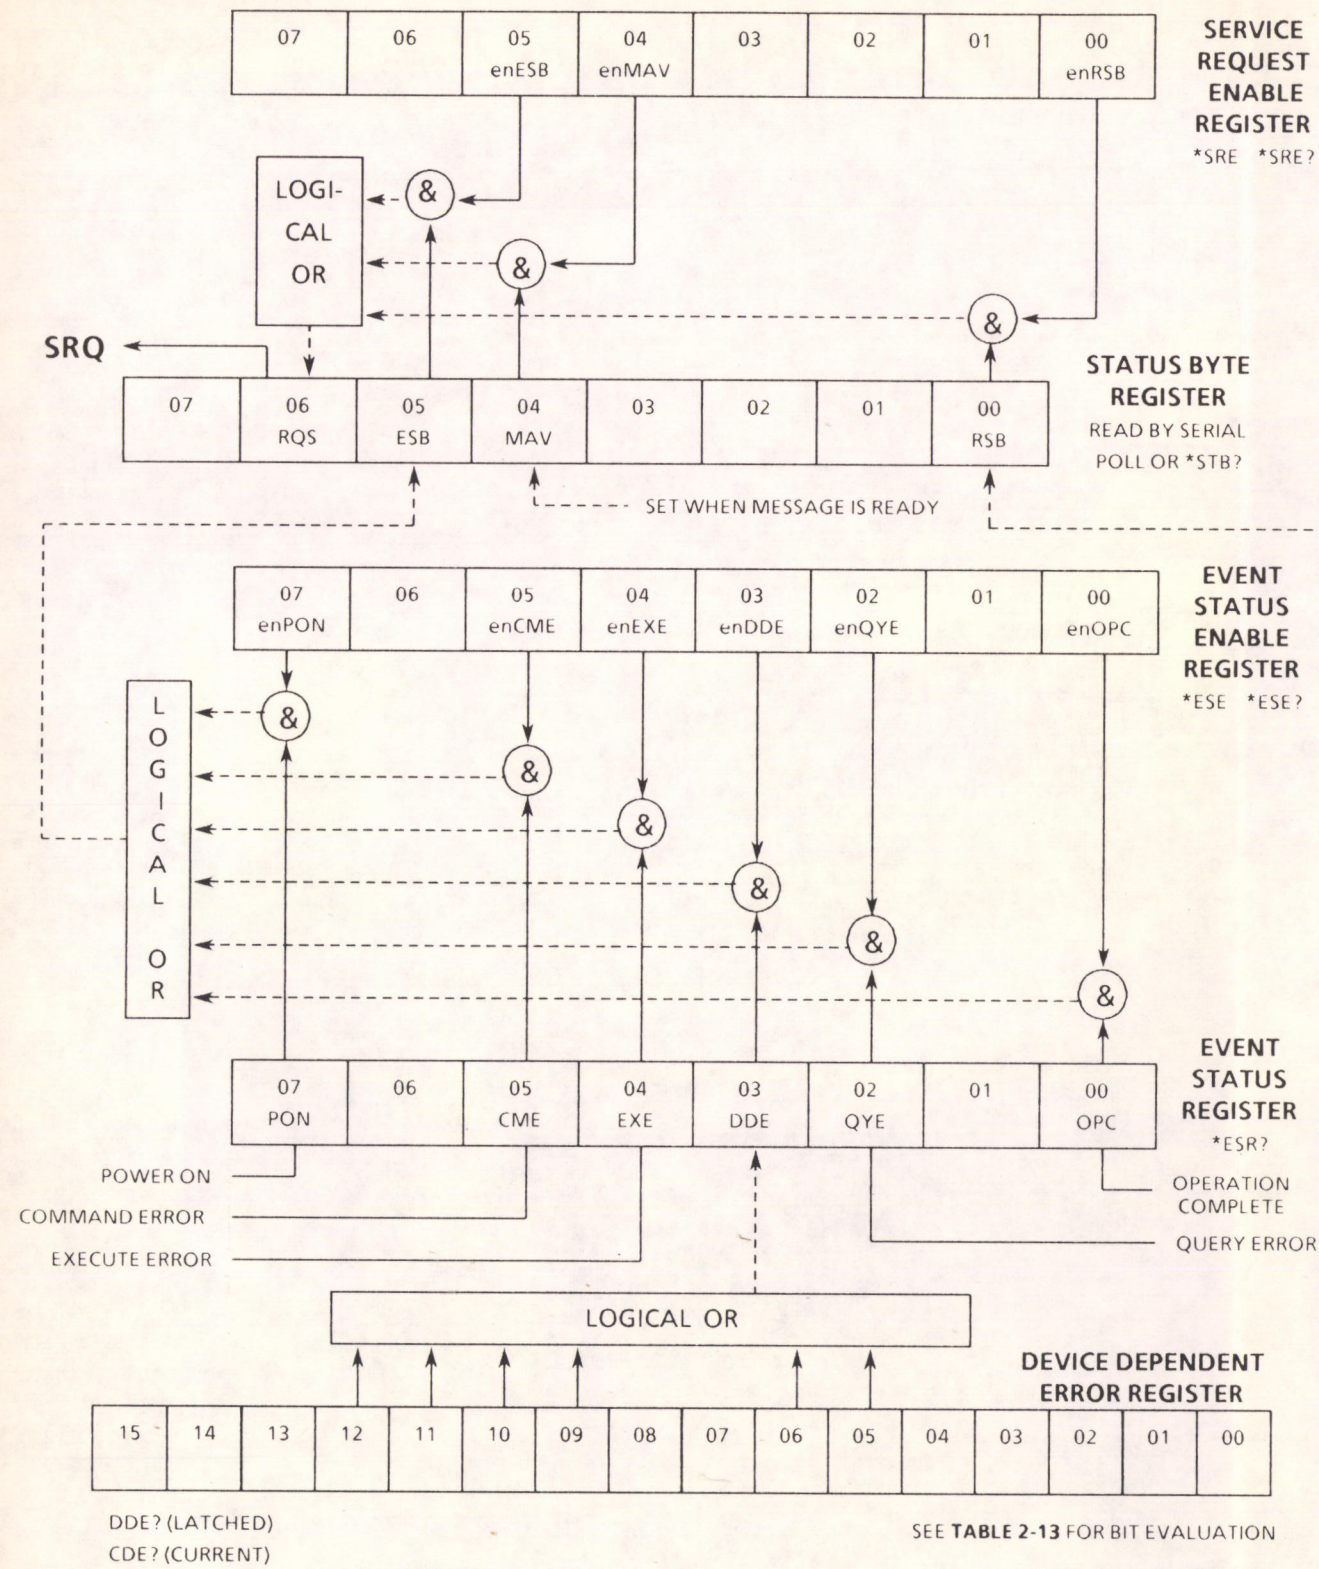 07 06 05 04 03 02 01 00
enESB enMAV enRSB
SERVICE
REQUEST
ENABLE
REGISTER
*SRE *SRE?
LOGI-
CAL
OR
&
&
&
SRQ
STATUS BYTE
REGISTER
READ BY SERIAL
POLL OR *STB?
07 06 05 04 03 02 01 00
RQS ESB MAV RSB
SET WHEN MESSAGE IS READY
07 06 05 04 03 02 01 00
enPON enCME enEXE enDDE enQYE enOPC
EVENT
STATUS
ENABLE
REGISTER
*ESE *ESE?
LOGICAL OR
&
&
&
&
&
&
07 06 05 04 03 02 01 00
PON CME EXE DDE QYE OPC
EVENT
STATUS
REGISTER
*ESR?
POWER ON
COMMAND ERROR
EXECUTE ERROR
OPERATION
COMPLETE
QUERY ERROR
LOGICAL OR
DEVICE DEPENDENT
ERROR REGISTER
15 14 13 12 11 10 09 08 07 06 05 04 03 02 01 00
DDE? (LATCHED)
CDE? (CURRENT)
SEE TABLE 2-13 FOR BIT EVALUATION